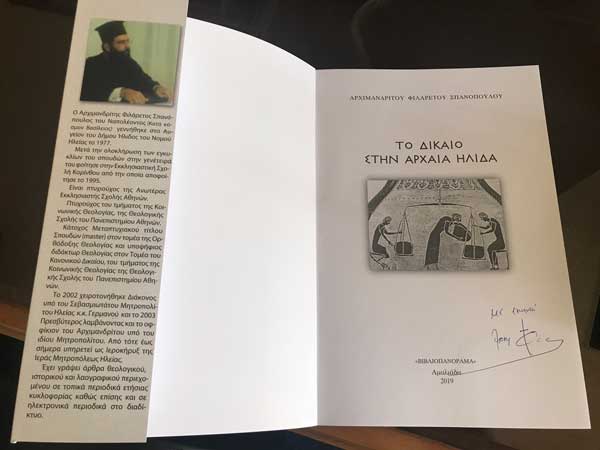 Ο Αρχιμανδρίτης Φιλάρετος Σπανό-
πουλος του Ναπολέοντος (Κατά κό-
σμον Βασίλειος) γεννήθηκε στο Αυ-
γείον του Δήμου Ηλίδος του Νομού
Ηλείας το 1977.
Μετά την ολοκλήρωση των εγκυ-
κλίων του σπουδών στην γενέτειρά
του φοίτησε στην Εκκλησιαστική Σχο-
λή Κορίνθου από την οποία αποφοί-
τησε το 1995.
Είναι πτυχιούχος της Ανωτέρας
Εκκλησιαστικής Σχολής Αθηνών.
Πτυχιούχος του τμήματος της Κοι-
νωνικής Θεολογίας, της Θεολογικής
Σχολής του Πανεπιστημίου Αθηνών.
Κάτοχος Μεταπτυχιακού τίτλου
Σπουδών (master) στον τομέα της Ορ-
θόδοξης Θεολογίας και υποψήφιος
διδάκτωρ Θεολογίας στον Τομέα του
Κανονικού Δικαίου, του τμήματος της
Κοινωνικής Θεολογίας της Θεολογι-
κής Σχολής του Πανεπιστημίου Αθη-
νών.
Το 2002 χειροτονήθηκε Διάκονος
υπό του Σεβασμιωτάτου Μητροπολί-
του Ηλείας κ.κ. Γερμανού και το 2003
Πρεσβύτερος λαμβάνοντας και το οφ-
φίκιον του Αρχιμανδρίτου υπό του
ιδίου Μητροπολίτου. Από τότε έως
σήμερα υπηρετεί ως Ιεροκήρυξ της
Ιεράς Μητροπόλεως Ηλείας.
Έχει γράψει άρθρα θεολογικού,
ιστορικού και λαογραφικού περιεχο-
μένου σε τοπικά περιοδικά ετήσιας
κυκλοφορίας καθώς επίσης και σε
ηλεκτρονικά περιοδικά στο διαδί-
κτυο.
ΑΡΧΙΜΑΝΔΡΙΤΟΥ ΦΙΛΑΡΕΤΟΥ ΣΠΑΝΟΠΟΥΛΟΥ
ΤΟ ΔΙΚΑΙΟ
ΣΤΗΝ ΑΡΧΑΙΑ ΗΛΙΔΑ
«ΒΙΒΛΙΟΠΑΝΟΡΑΜΑ»
Αμαλιάδα
2019